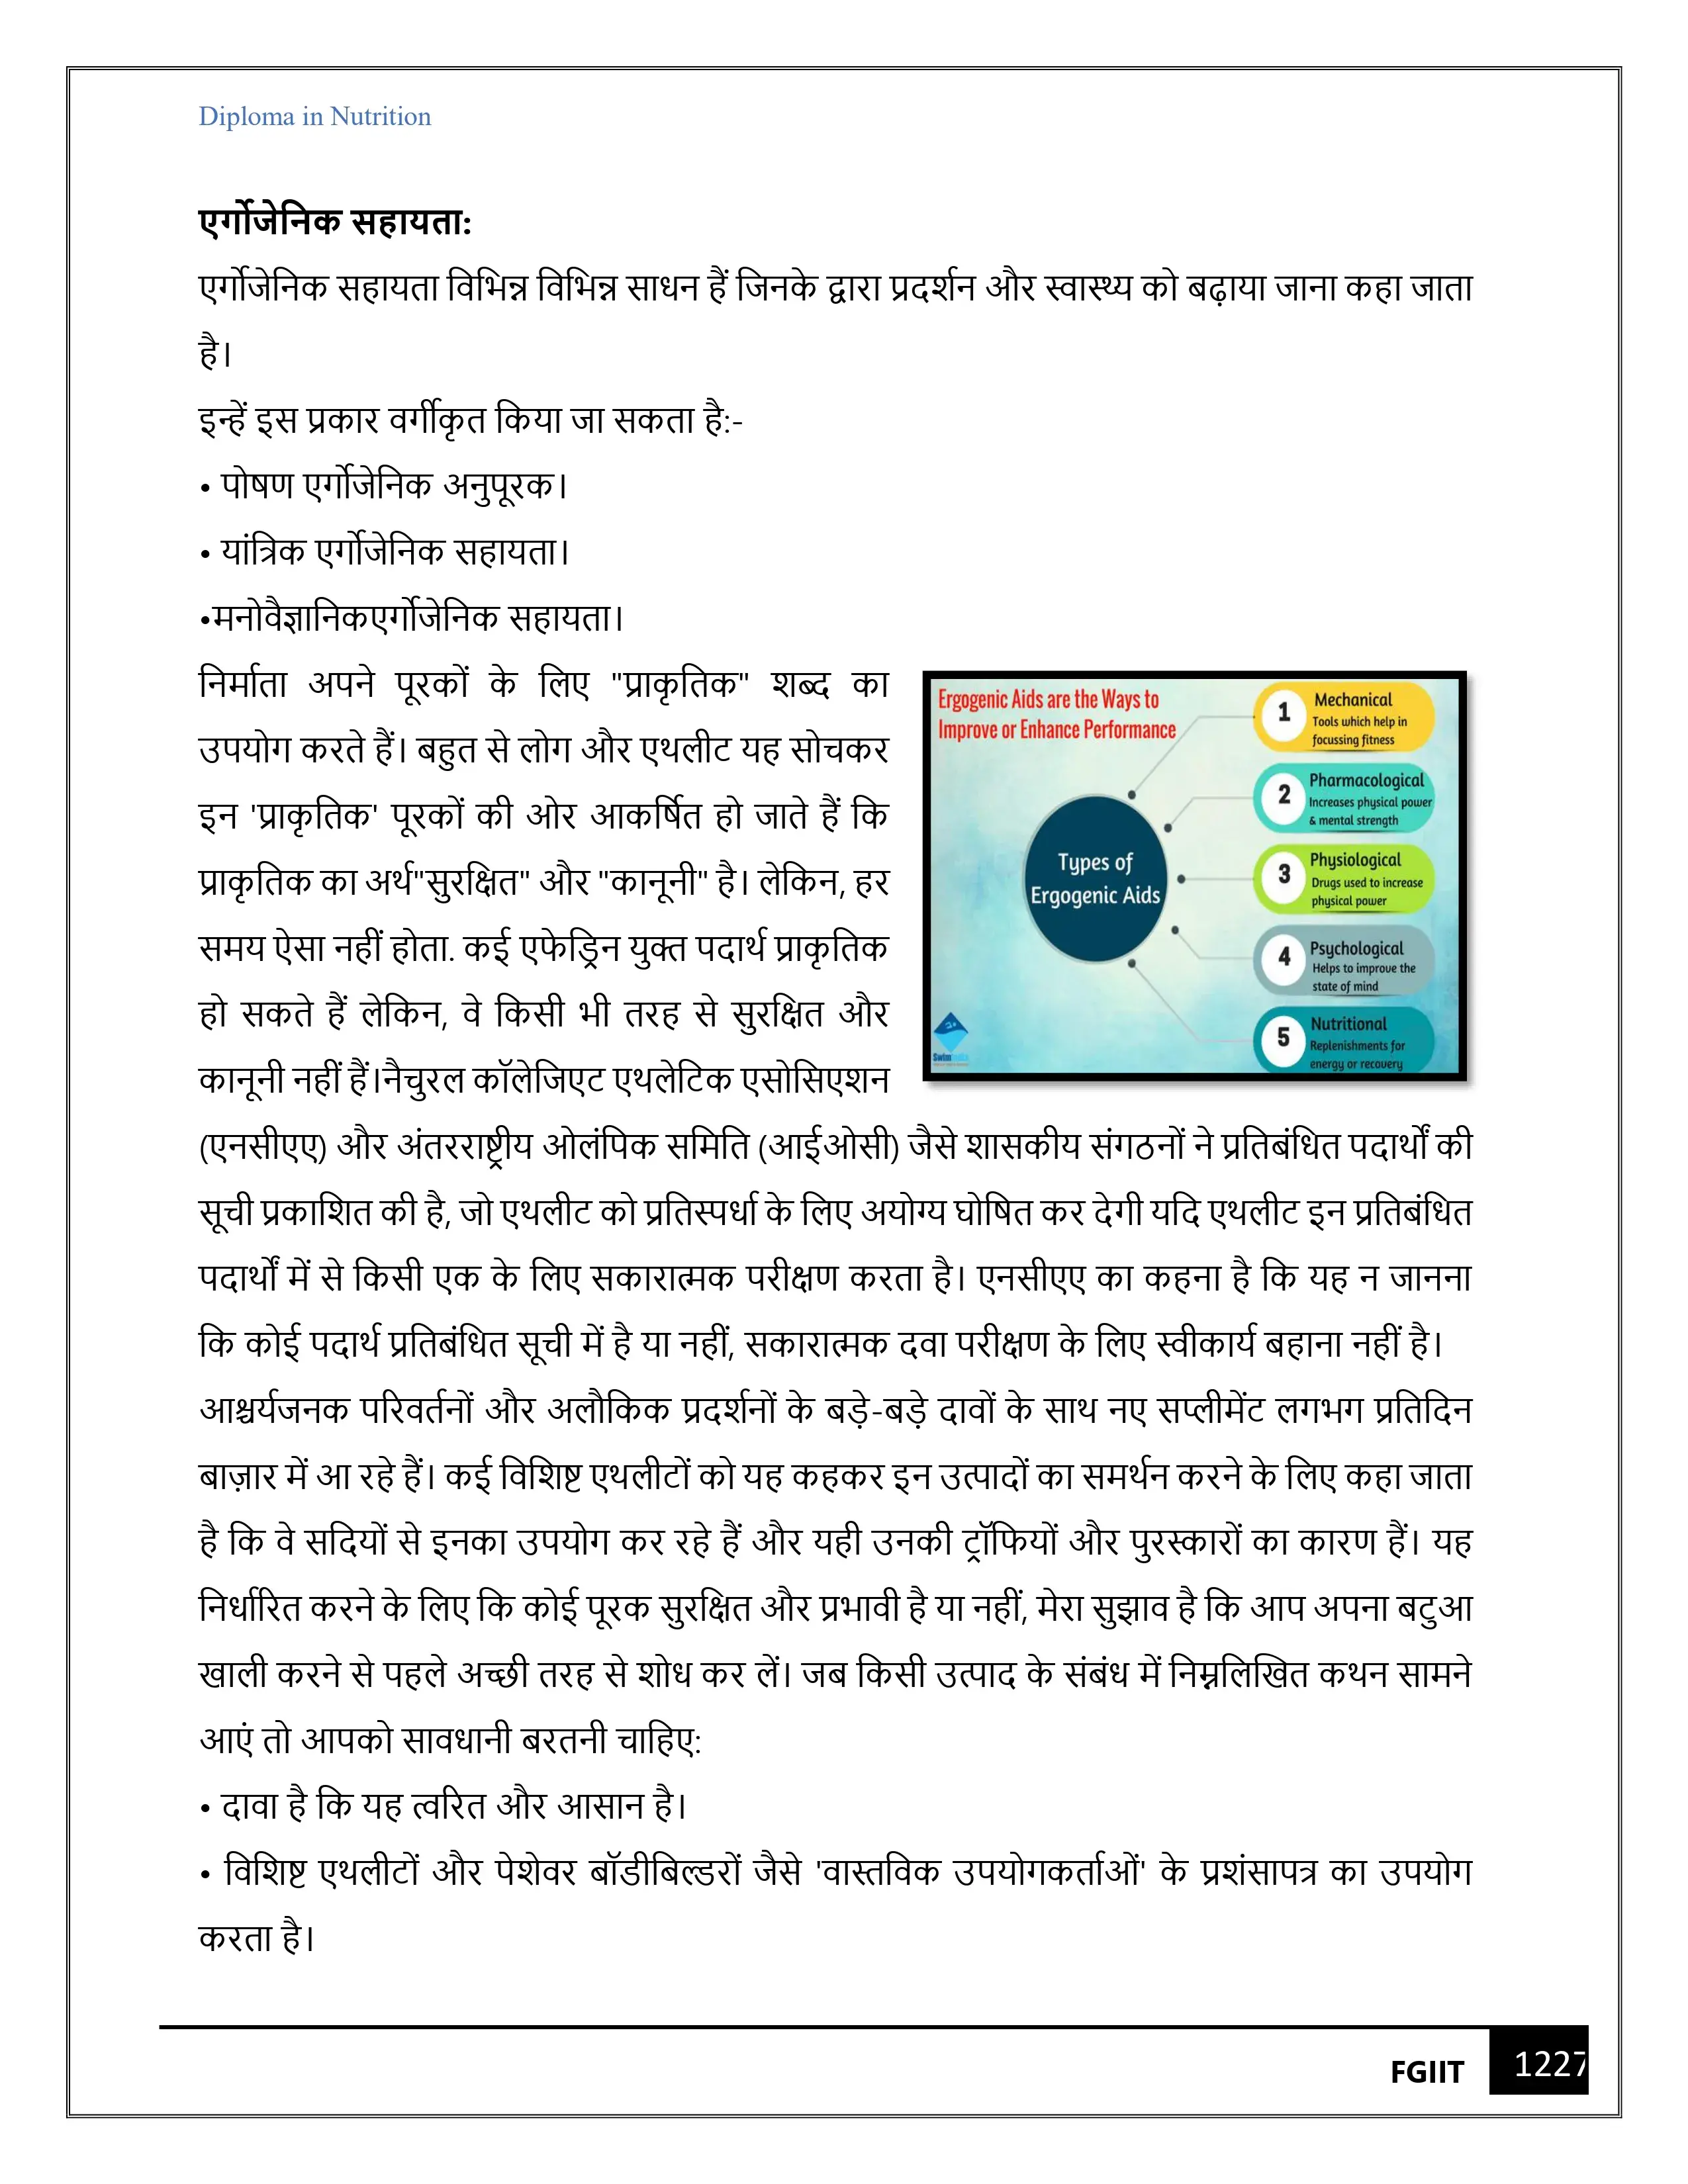 Diploma in Nutrition
एर्गोजेनिक सहायता:
एर्गोजेनिक सहायता विभिन्न विभिन्न साधन हैं जिनके द्वारा प्रदर्शन और स्वास्थ्य को बढ़ाया जाना कहा जाता
है।
इन्हें इस प्रकार वर्गीकृत किया जा सकता है:-
• पोषण एर्गोजेनिक अनुपूरक।
• यांत्रिक एर्गोजेनिक सहायता।
•मनोवैज्ञानिकएर्गोजेनिक सहायता।
निर्माता अपने पूरकों के लिए "प्राकृतिक" शब्द का
उपयोग करते हैं। बहुत से लोग और एथलीट यह सोचकर
इन 'प्राकृतिक' पूरकों की ओर आकर्षित हो जाते हैं कि
प्राकृतिक का अर्थ"सुरक्षित" और "कानूनी" है। लेकिन, हर
समय ऐसा नहीं होता. कई एफेड्रिन युक्त पदार्थ प्राकृतिक
हो सकते हैं लेकिन, वे किसी भी तरह से सुरक्षित और
कानूनी नहीं हैं।नैचुरल कॉलेजिएट एथलेटिक एसोसिएशन
Ergogenic Aids are the Ways to
Improve or Enhance Performance
Types of
Ergogenic Aids
1
Mechanical
Tools which help in
focussing fitness
2
Pharmacological
Increases physical power
& mental strength
3
Physiological
Drugs used to increase
physical power
4
Psychological
Helps to improve the
state of mind
5
Nutritional
Replenishments for
energy or recovery
(एनसीएए) और अंतरराष्ट्रीय ओलंपिक समिति (आईओसी) जैसे शासकीय संगठनों ने प्रतिबंधित पदार्थों की
सूची प्रकाशित की है, जो एथलीट को प्रतिस्पर्धा के लिए अयोग्य घोषित कर देगी यदि एथलीट इन प्रतिबंधित
पदार्थों में से किसी एक के लिए सकारात्मक परीक्षण करता है। एनसीएए का कहना है कि यह न जानना
कि कोई पदार्थ प्रतिबंधित सूची में है या नहीं, सकारात्मक दवा परीक्षण के लिए स्वीकार्य बहाना नहीं है।
आश्चर्यजनक परिवर्तनों और अलौकिक प्रदर्शनों के बड़े-बड़े दावों के साथ नए सप्लीमेंट लगभग प्रतिदिन
बाज़ार में आ रहे हैं। कई विशिष्ट एथलीटों को यह कहकर इन उत्पादों का समर्थन करने के लिए कहा जाता
है कि वे सदियों से इनका उपयोग कर रहे हैं और यही उनकी ट्रॉफियों और पुरस्कारों का कारण हैं। यह
निर्धारित करने के लिए कि कोई पूरक सुरक्षित और प्रभावी है या नहीं, मेरा सुझाव है कि आप अपना बटुआ
खाली करने से पहले अच्छी तरह से शोध कर लें। जब किसी उत्पाद के संबंध में निम्नलिखित कथन सामने
आएं तो आपको सावधानी बरतनी चाहिए:
• दावा है कि यह त्वरित और आसान है।
• विशिष्ट एथलीटों और पेशेवर बॉडीबिल्डरों जैसे 'वास्तविक उपयोगकर्ताओं' के प्रशंसापत्र का उपयोग
करता है।
FGIIT
1227